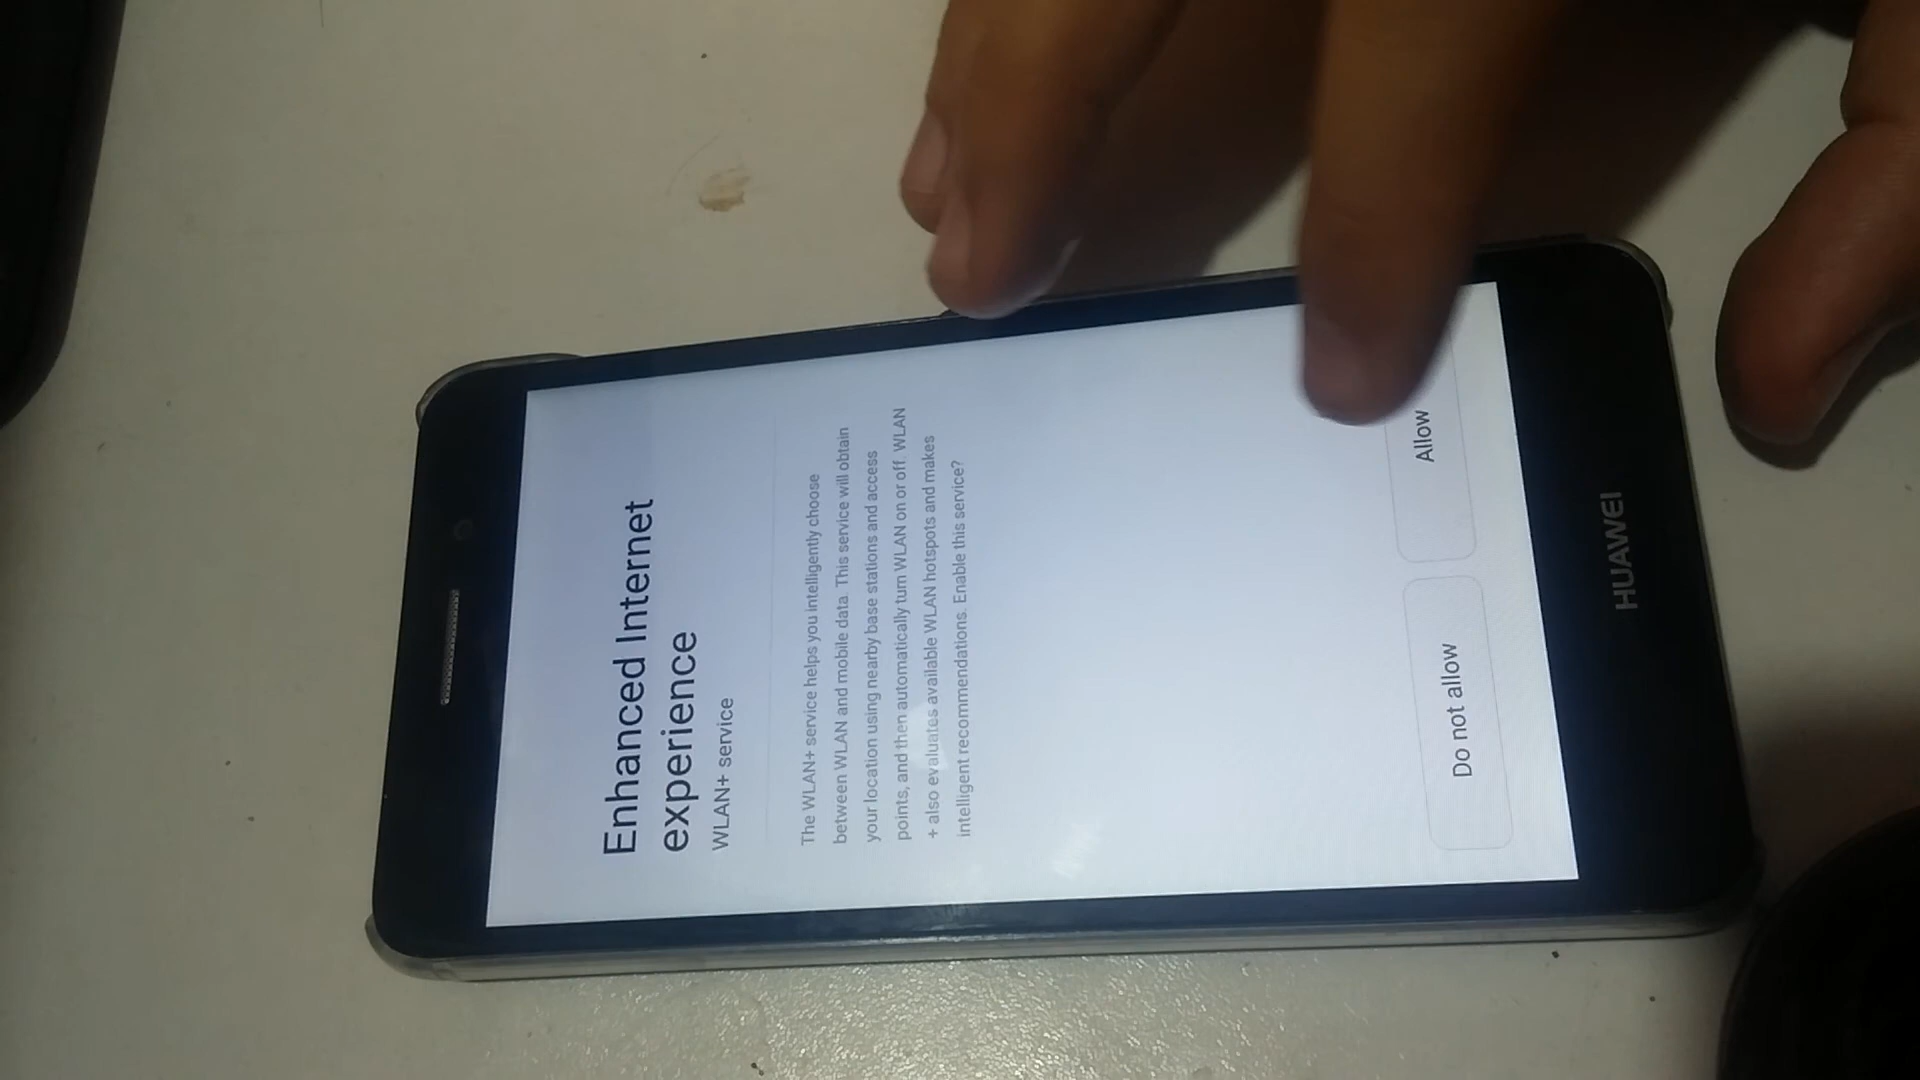 Enhanced Internet
experience
WLAN+ service
The WLAN+ service helps you intelligently choose
between WLAN and mobile data. This service will obtain
your location using nearby base stations and access
points, and then automatically turn WLAN on or off. WLAN
+ also evaluates available WLAN hotspots and makes
intelligent recommendations. Enable this service?
Do not allow
Allow
HUAWEI